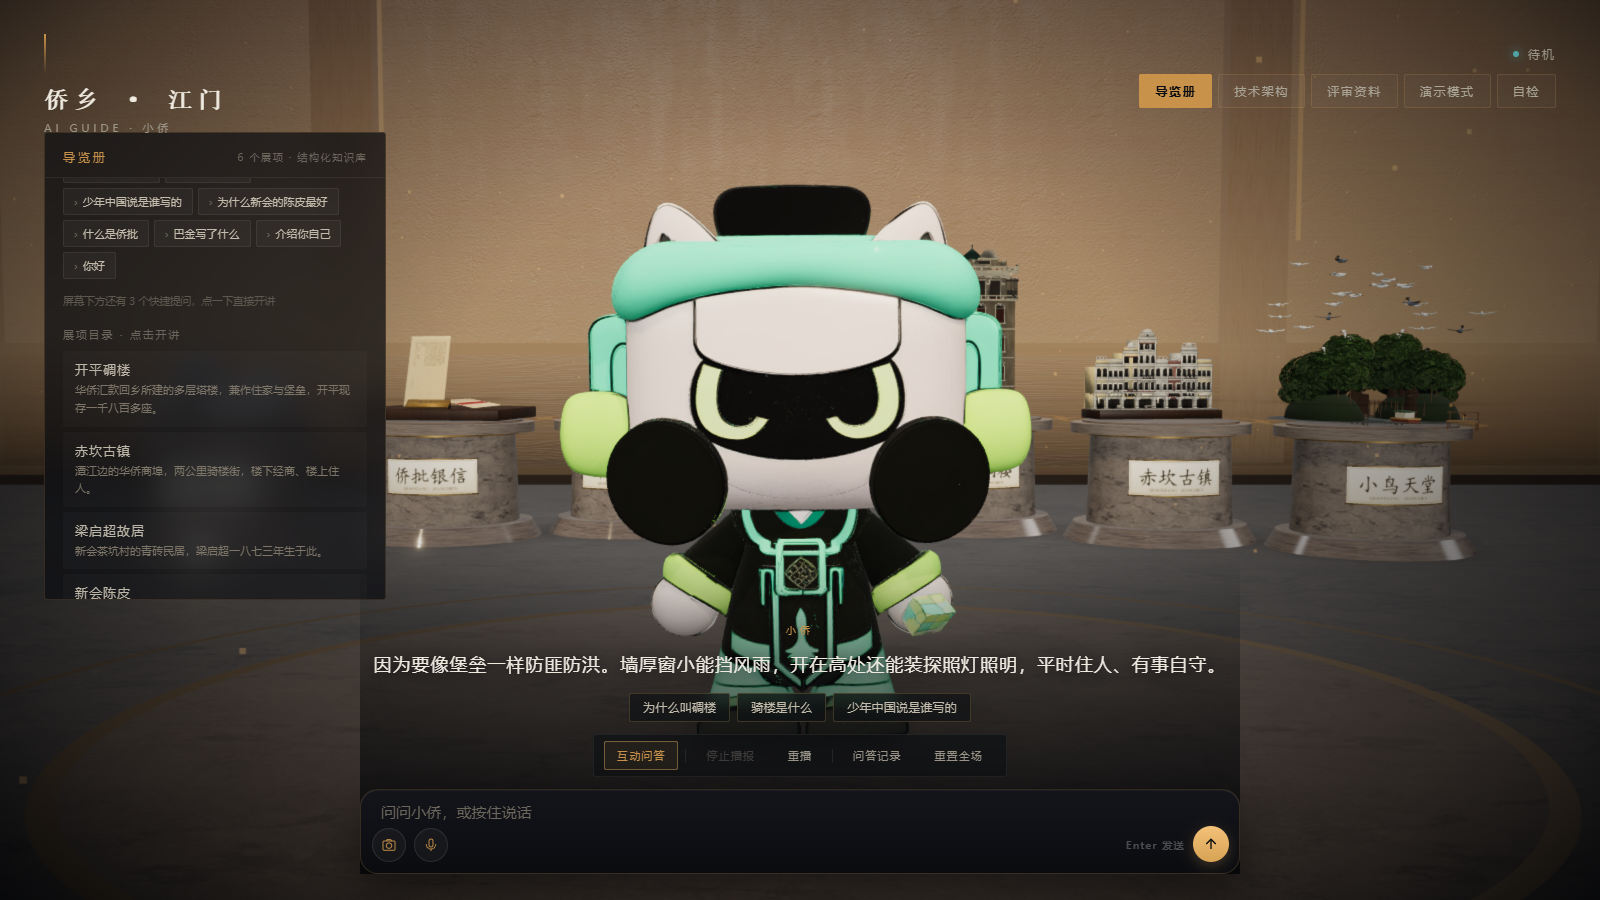 侨乡 · 江门
AI GUIDE · 小侨
待机
导览册
技术架构
评审资料
演示模式
自检
导览册
6 个展项 · 结构化知识库
› 少年中国说是谁写的
› 为什么新会的陈皮最好
› 什么是侨批
› 巴金写了什么
› 介绍你自己
› 你好
屏幕下方还有 3 个快捷提问，点一下直接开讲
展项目录 · 点击开讲
开平碉楼
华侨汇款回乡所建的多层塔楼，兼作住家与堡垒，开平现
存一千八百多座。
赤坎古镇
潭江边的华侨商埠，两公里骑楼街，楼下经商、楼上住
人。
梁启超故居
新会茶坑村的青砖民居，梁启超一八七三年生于此。
新会陈皮
侨批银信
赤坎古镇
小鸟天堂
小侨
因为要像堡垒一样防匪防洪。墙厚窗小能挡风雨，开在高处还能装探照灯照明，平时住人、有事自守。
为什么叫碉楼
骑楼是什么
少年中国说是谁写的
互动问答
停止播报
重播
问答记录
重置全场
问问小侨，或按住说话
Enter 发送